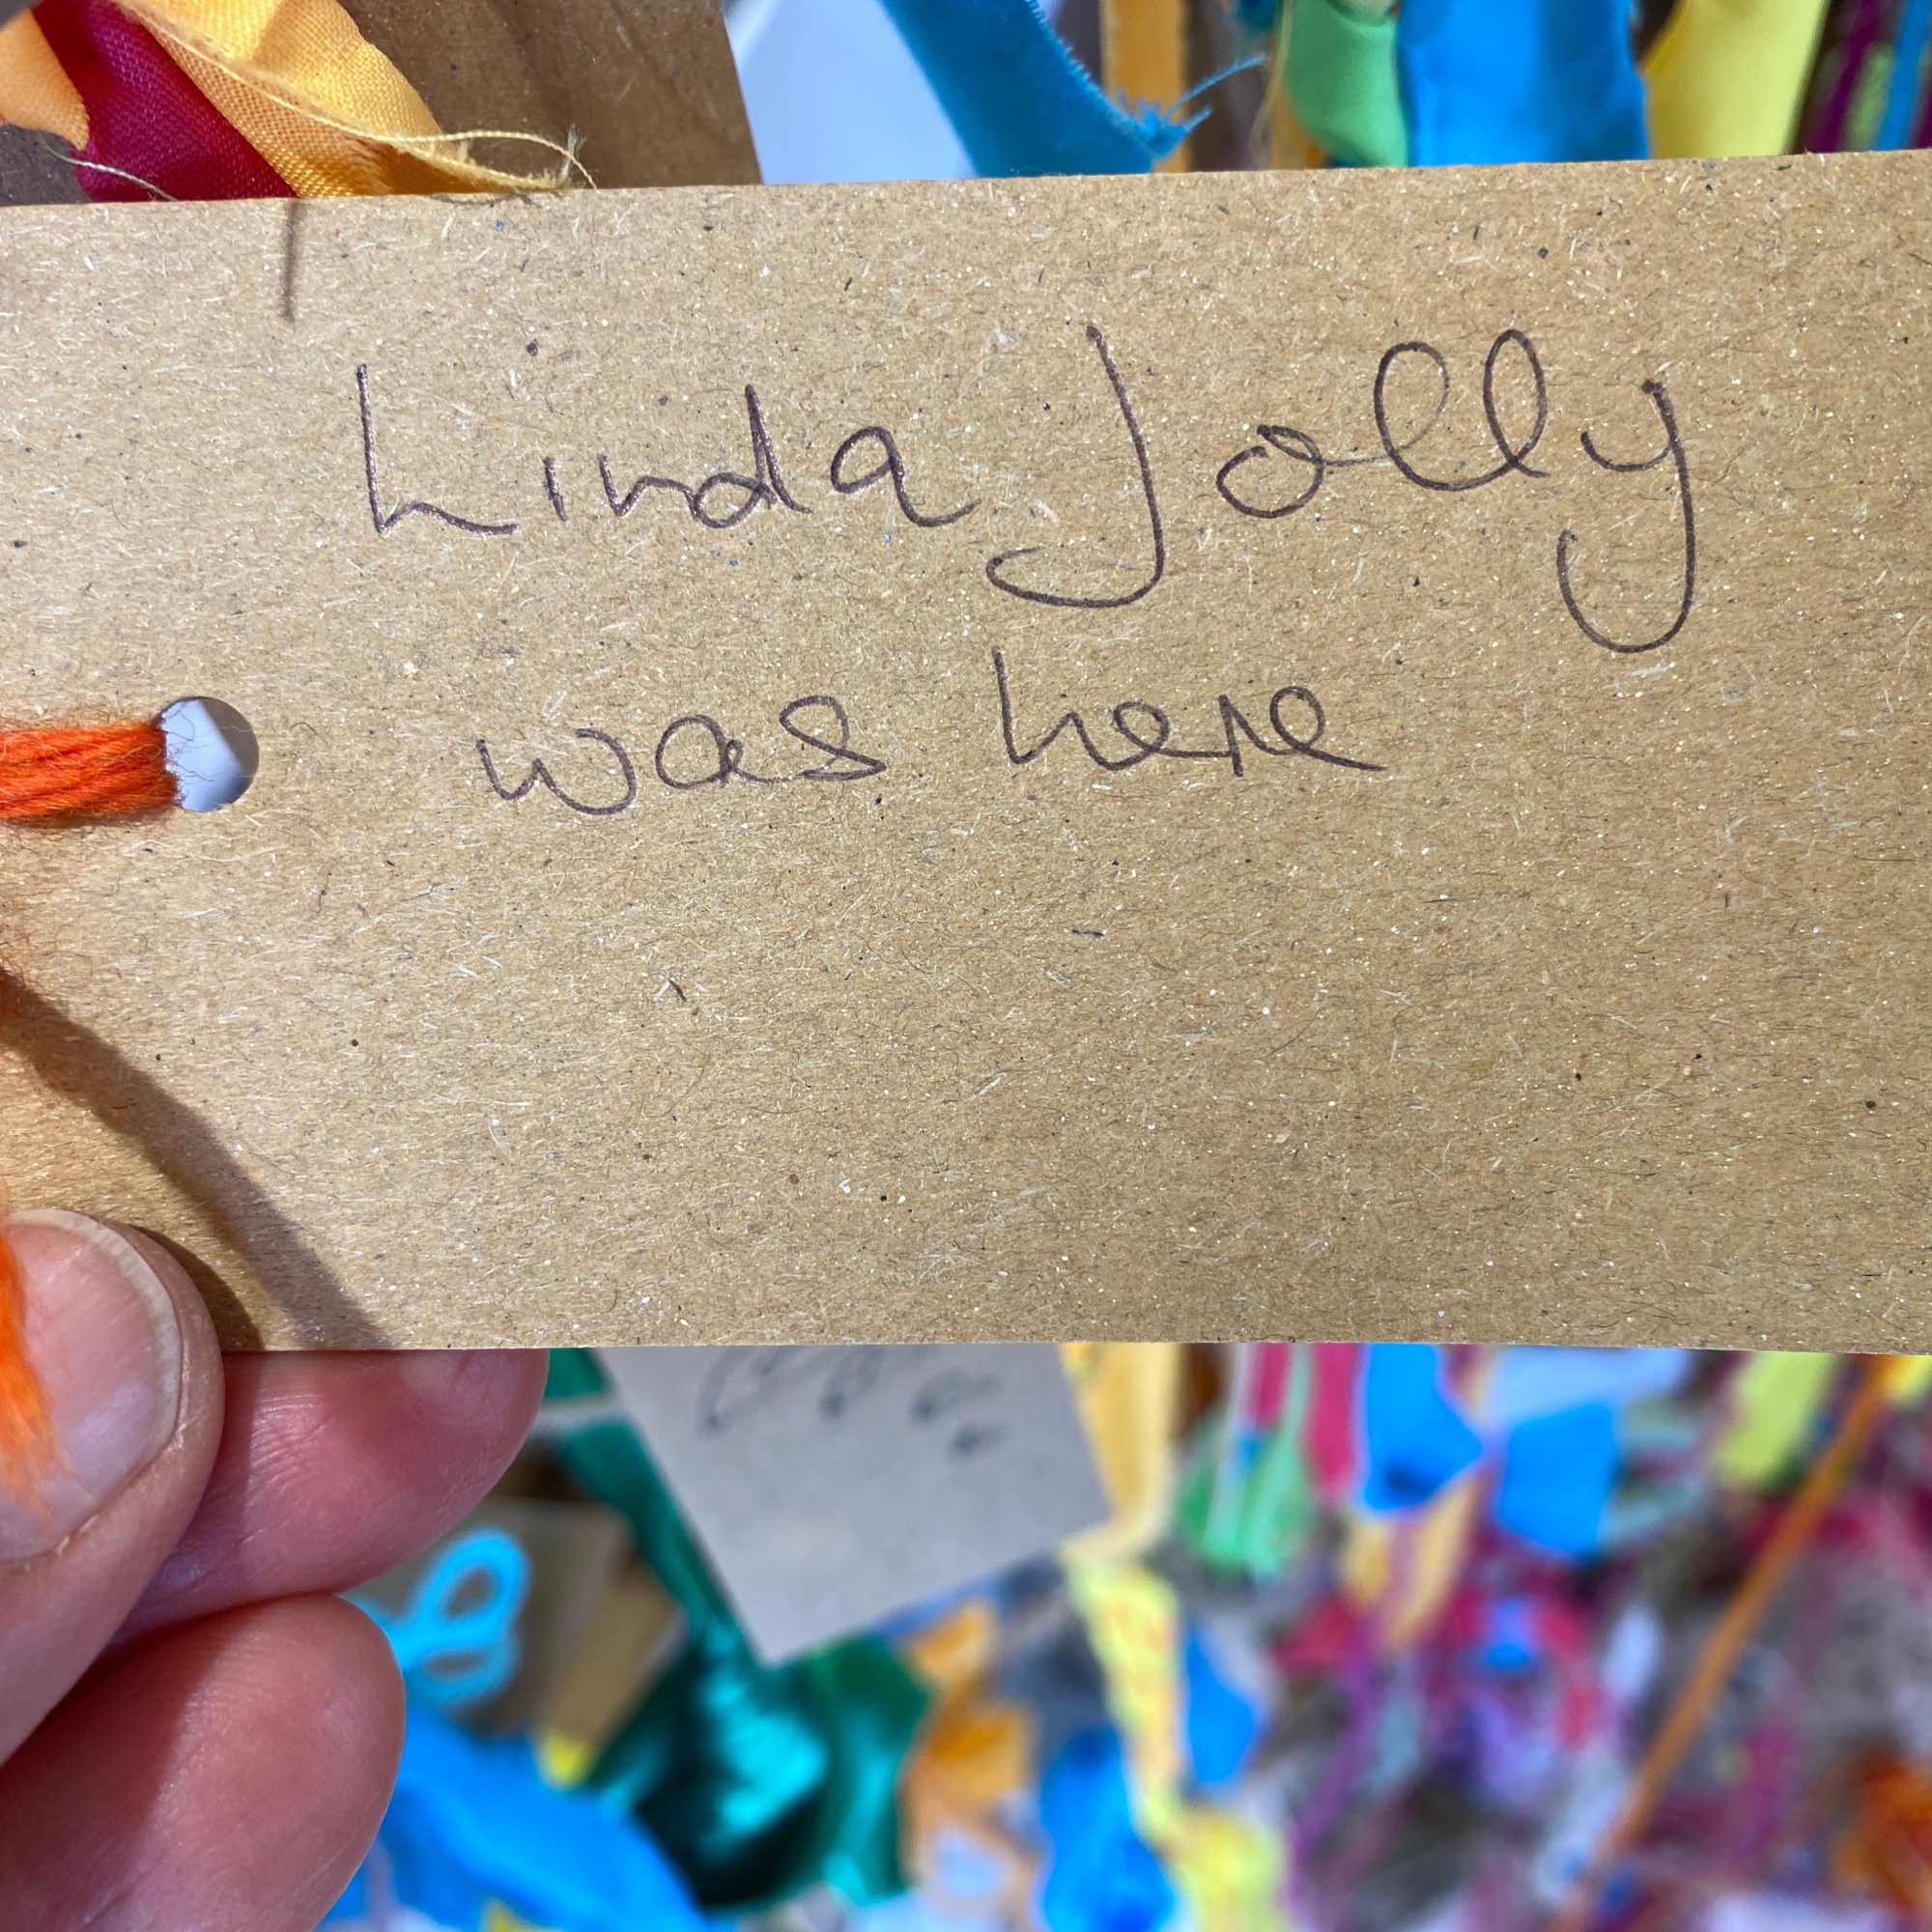 Linda Jolly
was here